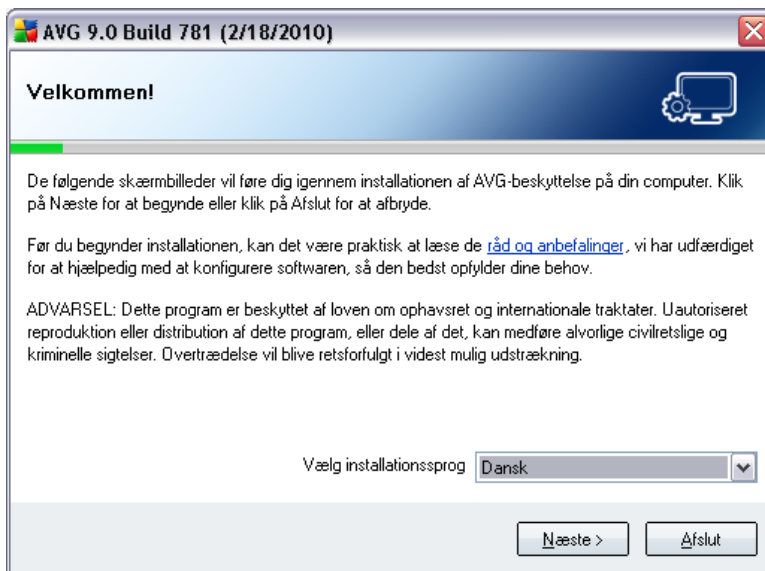 AVG 9.0 Build 781 (2/18/2010)
Velkommen!
De følgende skærmbilleder vil føre dig igennem installationen af AVG-beskyttelse på din computer. Klik
på Næste for at begynde eller klik på Afslut for at afbryde.
Før du begynder installationen, kan det være praktisk at læse de råd og anbefalinger, vi har udfærdiget
for at hjælpedig med at konfigurere softwaren, så den bedst opfylder dine behov.
ADVARSEL: Dette program er beskyttet af loven om ophavsret og internationale traktater. Uautoriseret
reproduktion eller distribution af dette program, eller dele af det, kan medføre alvorlige civilretslige og
kriminelle sigtelser. Overtrædelse vil blive retsforfulgt i videst mulig udstrækning.
Vælg installationssprog Dansk
Næste > Afslut